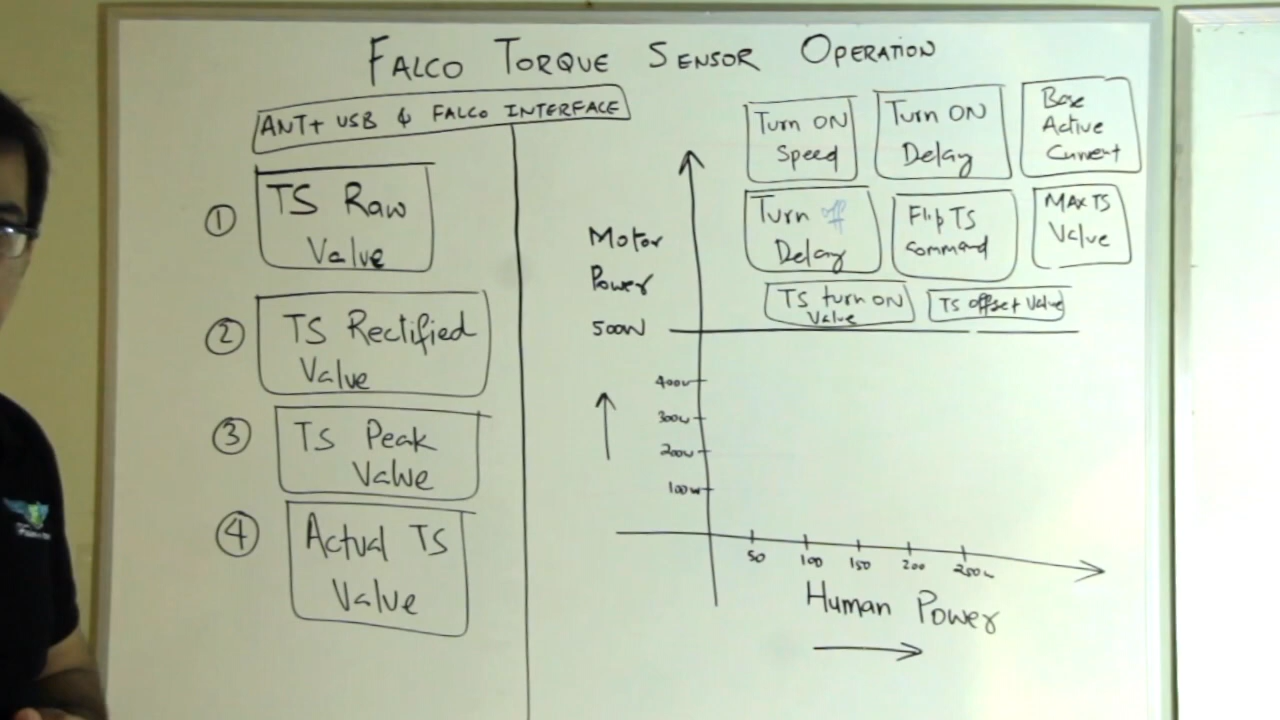 FALCO TORQUE SENSOR OPERATION
ANT+ USB & FALCO INTERFACE
① TS Raw
Value
② TS Rectified
Value
③ TS Peak
Value
④ Actual TS
Value
Turn ON
Speed
Turn ON
Delay
Base
Active
Current
Turn off
Delay
Flip TS
command
MAX TS
Value
TS turn ON
Value
TS offset Value
Motor
Power
500W
400W
300W
200W
100W
50 100 150 200 250W
Human Power